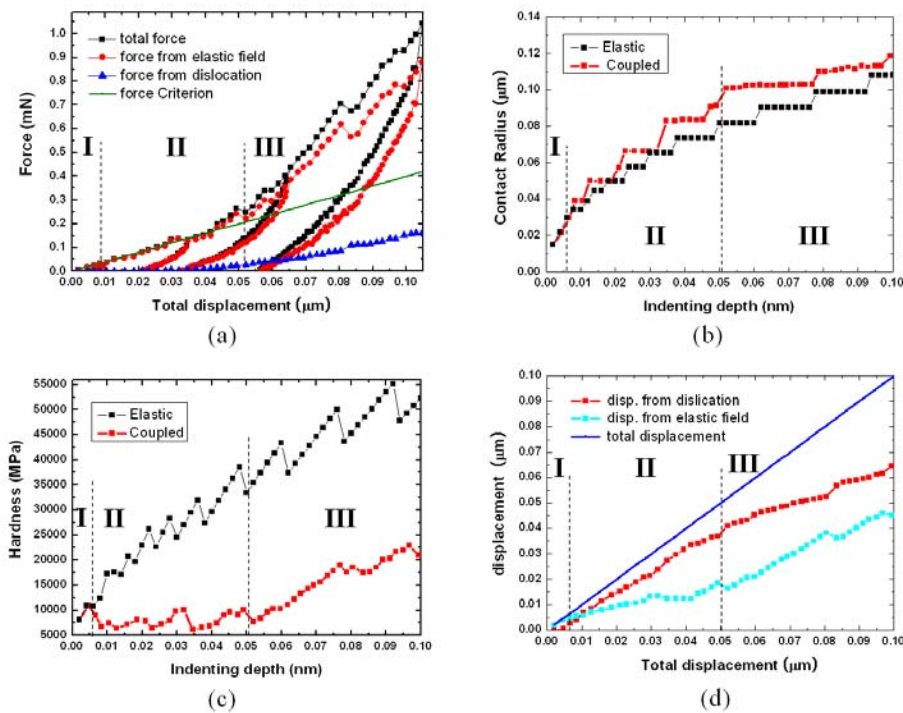 total force
force from elastic field
force from dislocation
force Criterion
I
II
III
Force (mN)
1.0
0.9
0.8
0.7
0.6
0.5
0.4
0.3
0.2
0.1
0.0
0.00 0.01 0.02 0.03 0.04 0.05 0.06 0.07 0.08 0.09 0.10
Total displacement (μm)
(a)
Elastic
Coupled
I
II
III
Contact Radius (μm)
0.14
0.12
0.10
0.08
0.06
0.04
0.02
0.00
0.00 0.01 0.02 0.03 0.04 0.05 0.06 0.07 0.08 0.09 0.10
Indenting depth (nm)
(b)
Elastic
Coupled
I II
III
Hardness (MPa)
55000
50000
45000
40000
35000
30000
25000
20000
15000
10000
5000
0.00 0.01 0.02 0.03 0.04 0.05 0.06 0.07 0.08 0.09 0.10
Indenting depth (nm)
(c)
disp. from dislication
disp. from elastic field
total displacement
I
II
III
displacement (μm)
0.10
0.09
0.08
0.07
0.06
0.05
0.04
0.03
0.02
0.01
0.00
0.00 0.01 0.02 0.03 0.04 0.05 0.06 0.07 0.08 0.09 0.10
Total displacement (μm)
(d)